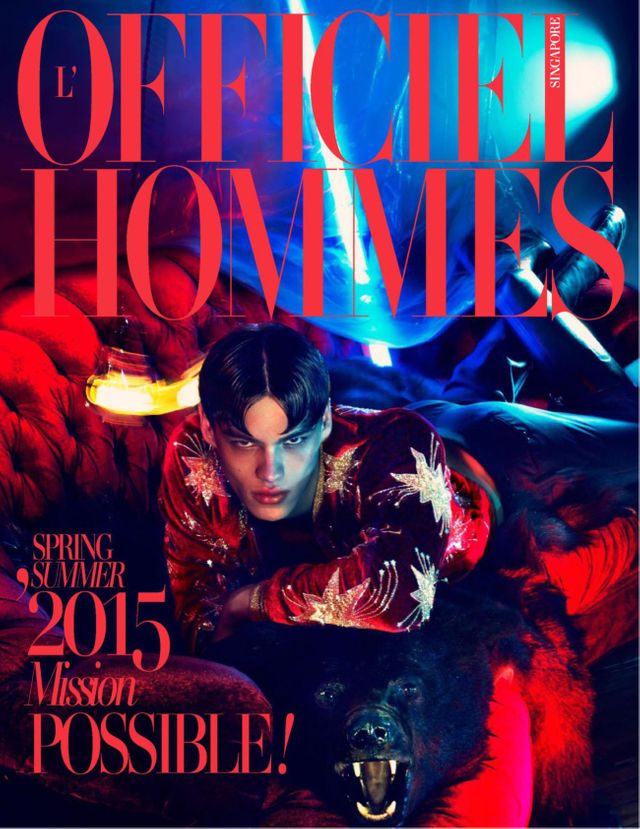 L'OFFICIEL
SINGAPORE
HOMMES
SPRING
,SUMMER
2015
Mission
POSSIBLE!